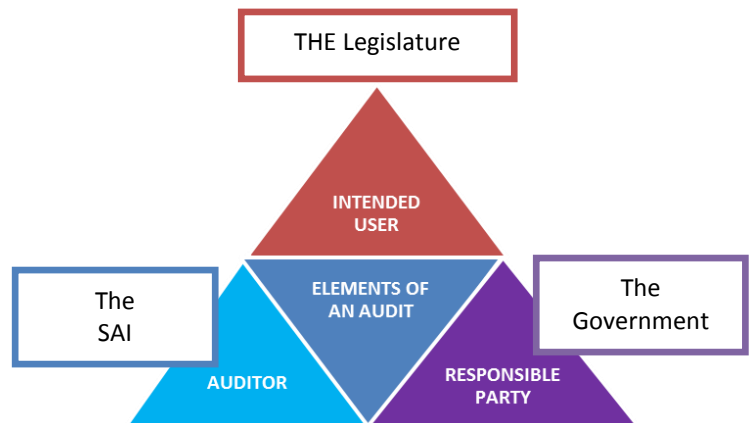 THE Legislature
INTENDED
USER
The
SAI
ELEMENTS OF
AN AUDIT
The
Government
AUDITOR
RESPONSIBLE
PARTY